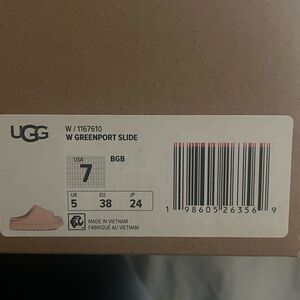 UGG
W / 1167610
W GREENPORT SLIDE
USA
7
BGB
UK EU JP
5 38 24
MADE IN VIETNAM
FABRIQUÉ AU VIETNAM
1 98605 26356 9